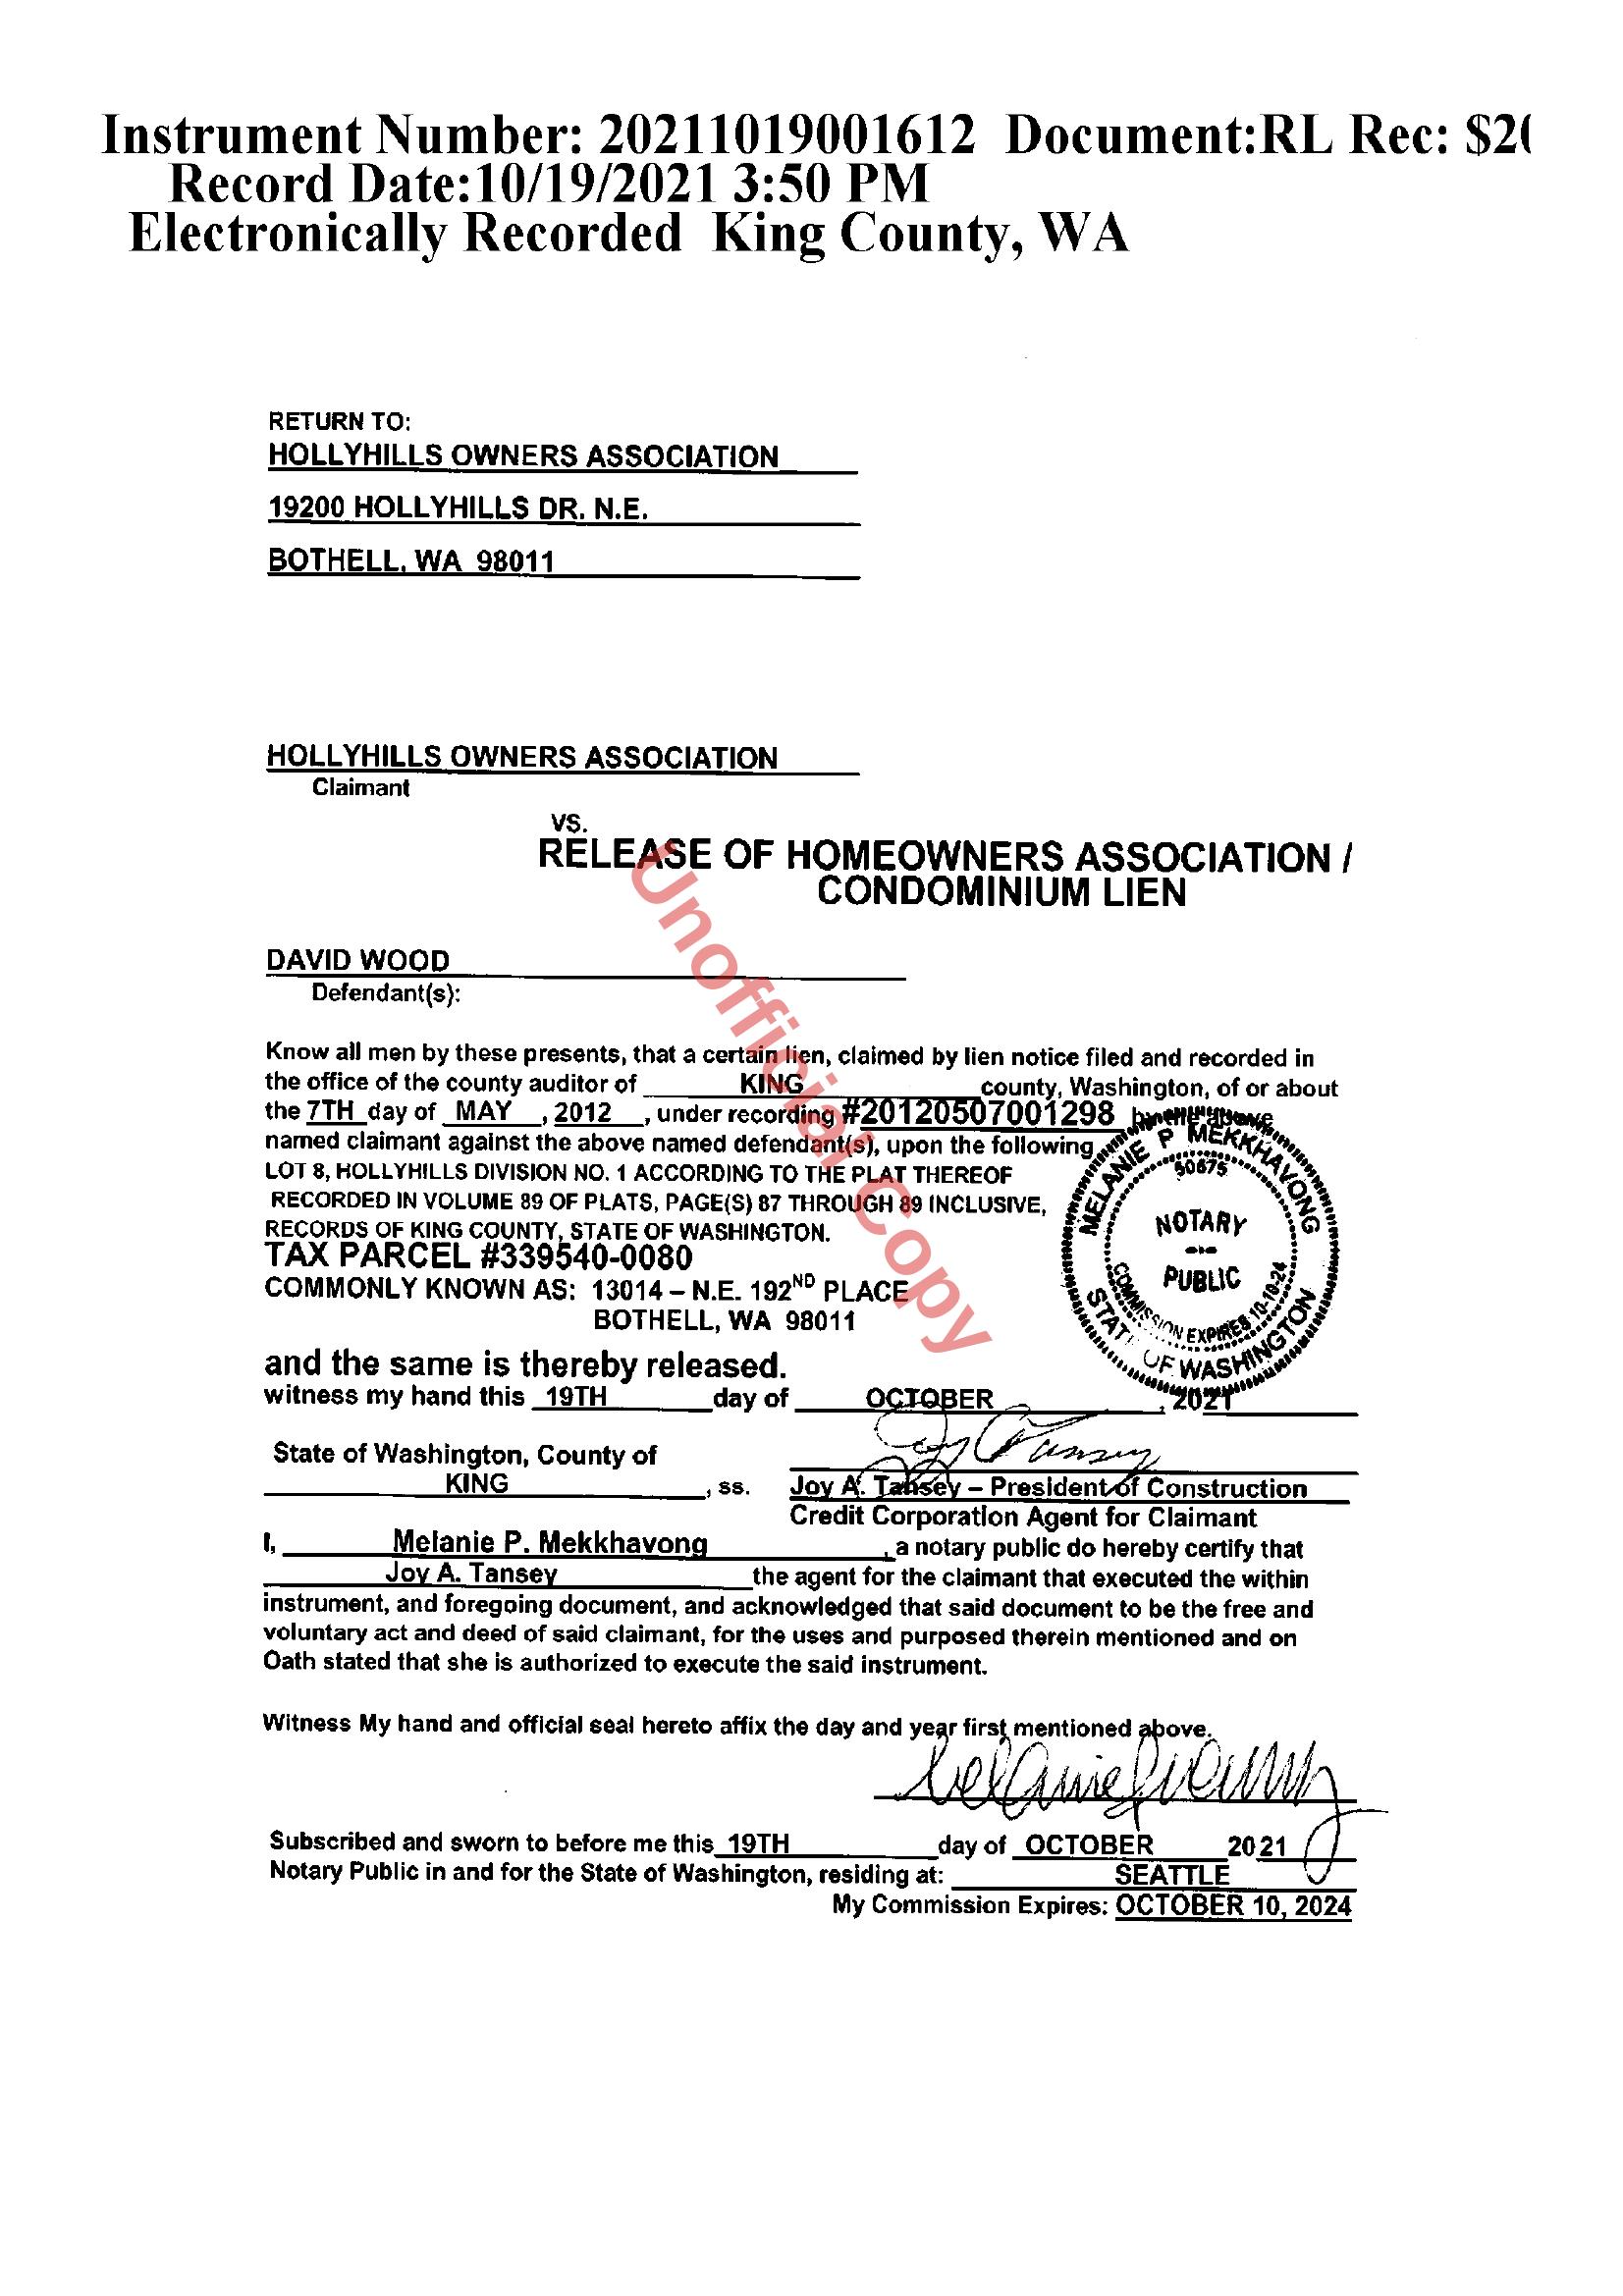 Instrument Number: 20211019001612 Document:RL Rec: $2
Record Date:10/19/2021 3:50 PM
Electronically Recorded King County, WA
RETURN TO:
HOLLYHILLS OWNERS ASSOCIATION
19200 HOLLYHILLS DR. N.E.
BOTHELL, WA 98011
HOLLYHILLS OWNERS ASSOCIATION
Claimant
VS.
RELEASE OF HOMEOWNERS ASSOCIATION /
CONDOMINIUM LIEN
DAVID WOOD
Defendant(s):
Know all men by these presents, that a certain lien, claimed by lien notice filed and recorded in
the office of the county auditor of KING county, Washington, of or about
the 7TH day of MAY , 2012 , under recording #20120507001298 by the above
named claimant against the above named defendant(s), upon the following
LOT 8, HOLLYHILLS DIVISION NO. 1 ACCORDING TO THE PLAT THEREOF
RECORDED IN VOLUME 89 OF PLATS, PAGE(S) 87 THROUGH 89 INCLUSIVE,
RECORDS OF KING COUNTY, STATE OF WASHINGTON.
TAX PARCEL #339540-0080
COMMONLY KNOWN AS: 13014 – N.E. 192ND PLACE
BOTHELL, WA 98011
MELANIE P MEKKHAVONG
50675
NOTARY
PUBLIC
COMMISSION EXPIRES 10-10-24
STATE OF WASHINGTON
Unofficial Copy
and the same is thereby released.
witness my hand this 19TH day of OCTOBER , 2021
Joy A Tansey
State of Washington, County of
KING , ss.
Joy A. Tansey – President of Construction
Credit Corporation Agent for Claimant
I, Melanie P. Mekkhavong , a notary public do hereby certify that
Joy A. Tansey the agent for the claimant that executed the within
instrument, and foregoing document, and acknowledged that said document to be the free and
voluntary act and deed of said claimant, for the uses and purposed therein mentioned and on
Oath stated that she is authorized to execute the said instrument.
Witness My hand and official seal hereto affix the day and year first mentioned above.
Subscribed and sworn to before me this 19TH day of OCTOBER 2021
Notary Public in and for the State of Washington, residing at: SEATTLE
My Commission Expires: OCTOBER 10, 2024